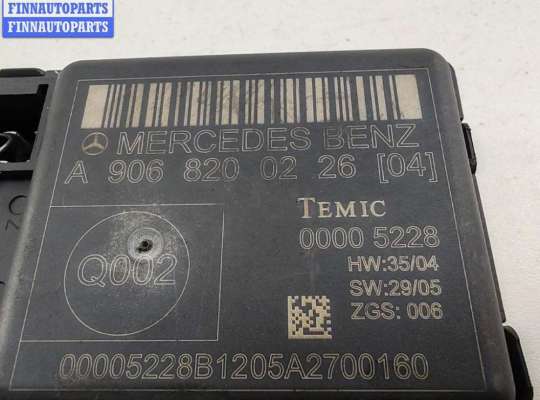 FINNAUTOPARTS
FINNAUTOPARTS
MERCEDES BENZ
A 906 820 02 26 [04]
TEMIC
Q002
0000 5228
HW:35/04
SW:29/05
ZGS: 006
00005228B1205A2700160